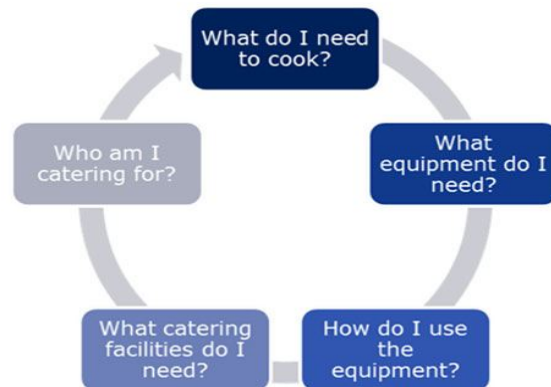 What do I need
to cook?
What
equipment do I
need?
How do I use
the
equipment?
What catering
facilities do I
need?
Who am I
catering for?